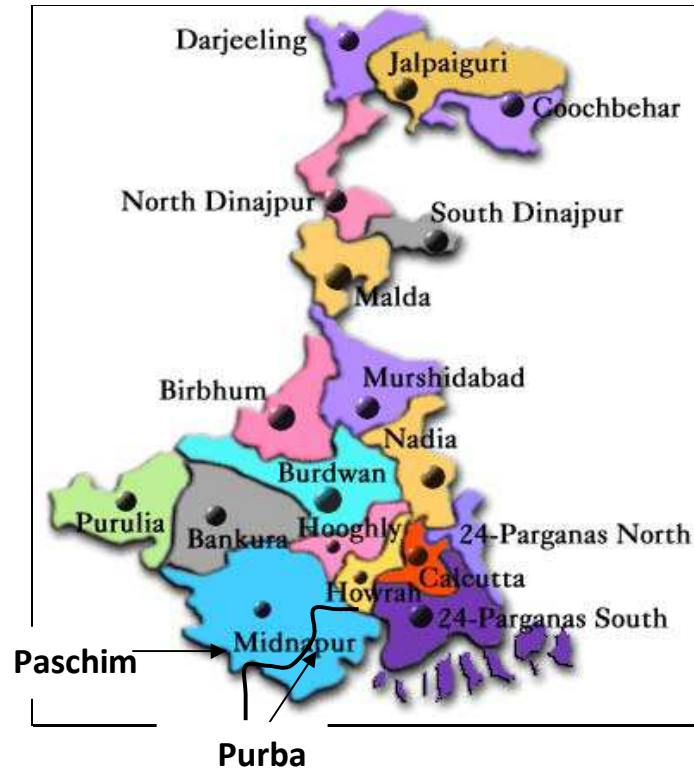 Darjeeling
Jalpaiguri
Coochbehar
North Dinajpur
South Dinajpur
Malda
Birbhum
Murshidabad
Nadia
Burdwan
Purulia
Bankura
Hooghly
24-Parganas North
Calcutta
Howrah
24-Parganas South
Midnapur
Paschim
Purba